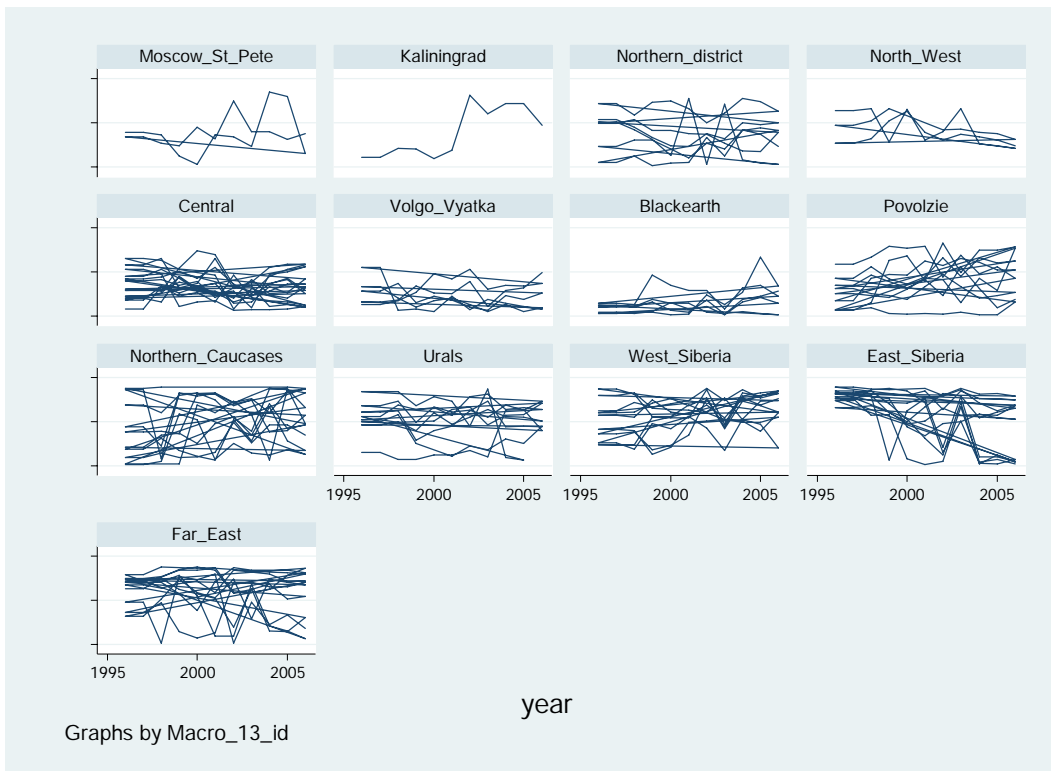 Moscow_St_Pete Kaliningrad Northern_district North_West
Central Volgo_Vyatka Blackearth Povolzie
Northern_Caucases Urals West_Siberia East_Siberia
1995 2000 2005 1995 2000 2005 1995 2000 2005
Far_East
1995 2000 2005
year
Graphs by Macro_13_id